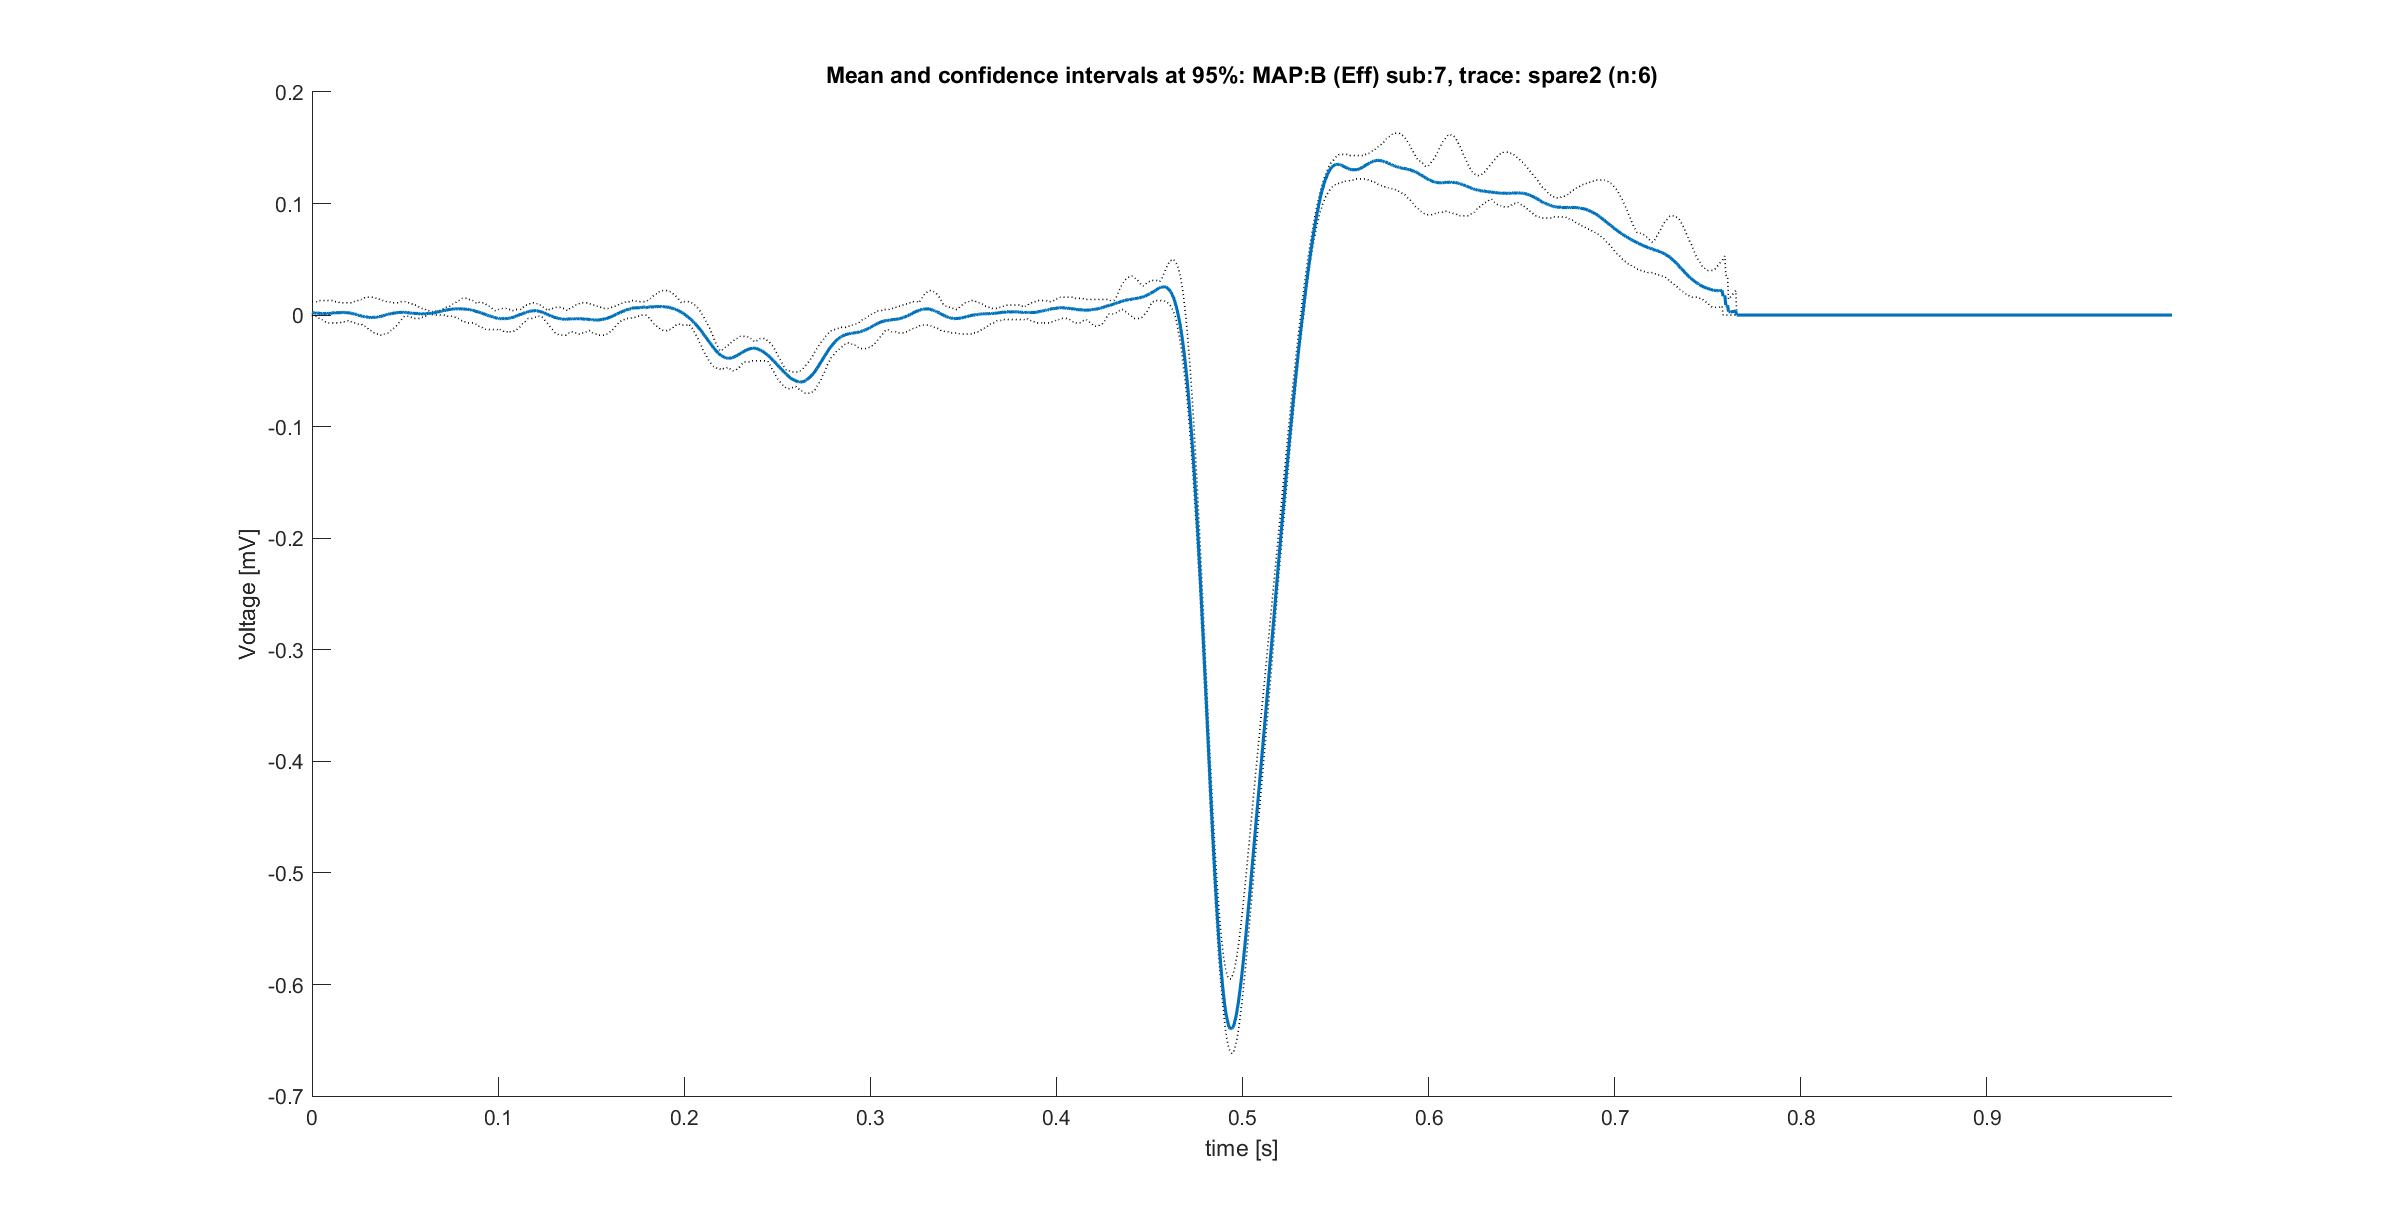 Mean and confidence intervals at 95%: MAP:B (Eff) sub:7, trace: spare2 (n:6)
0.2
0.1
0
-0.1
-0.2
-0.3
-0.4
-0.5
-0.6
-0.7
Voltage [mV]
0 0.1 0.2 0.3 0.4 0.5 0.6 0.7 0.8 0.9
time [s]